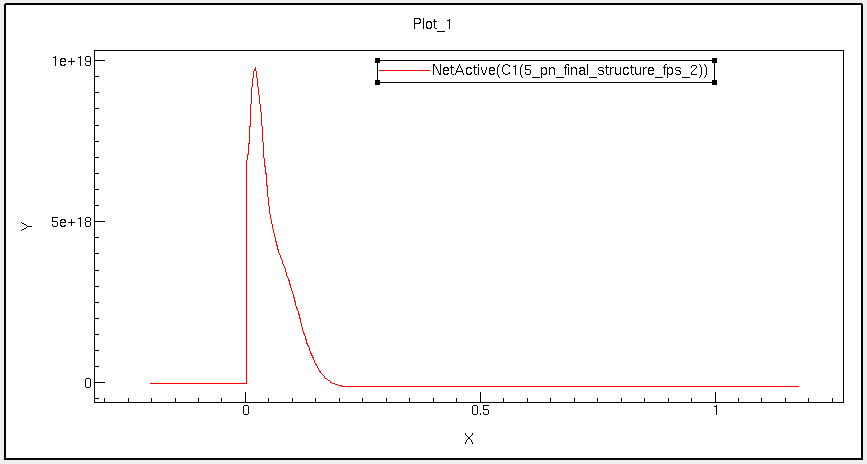 Plot_1
1e+19
NetActive(C1(5_pn_final_structure_fps_2))
5e+18
Y
0
0 0.5 1
X